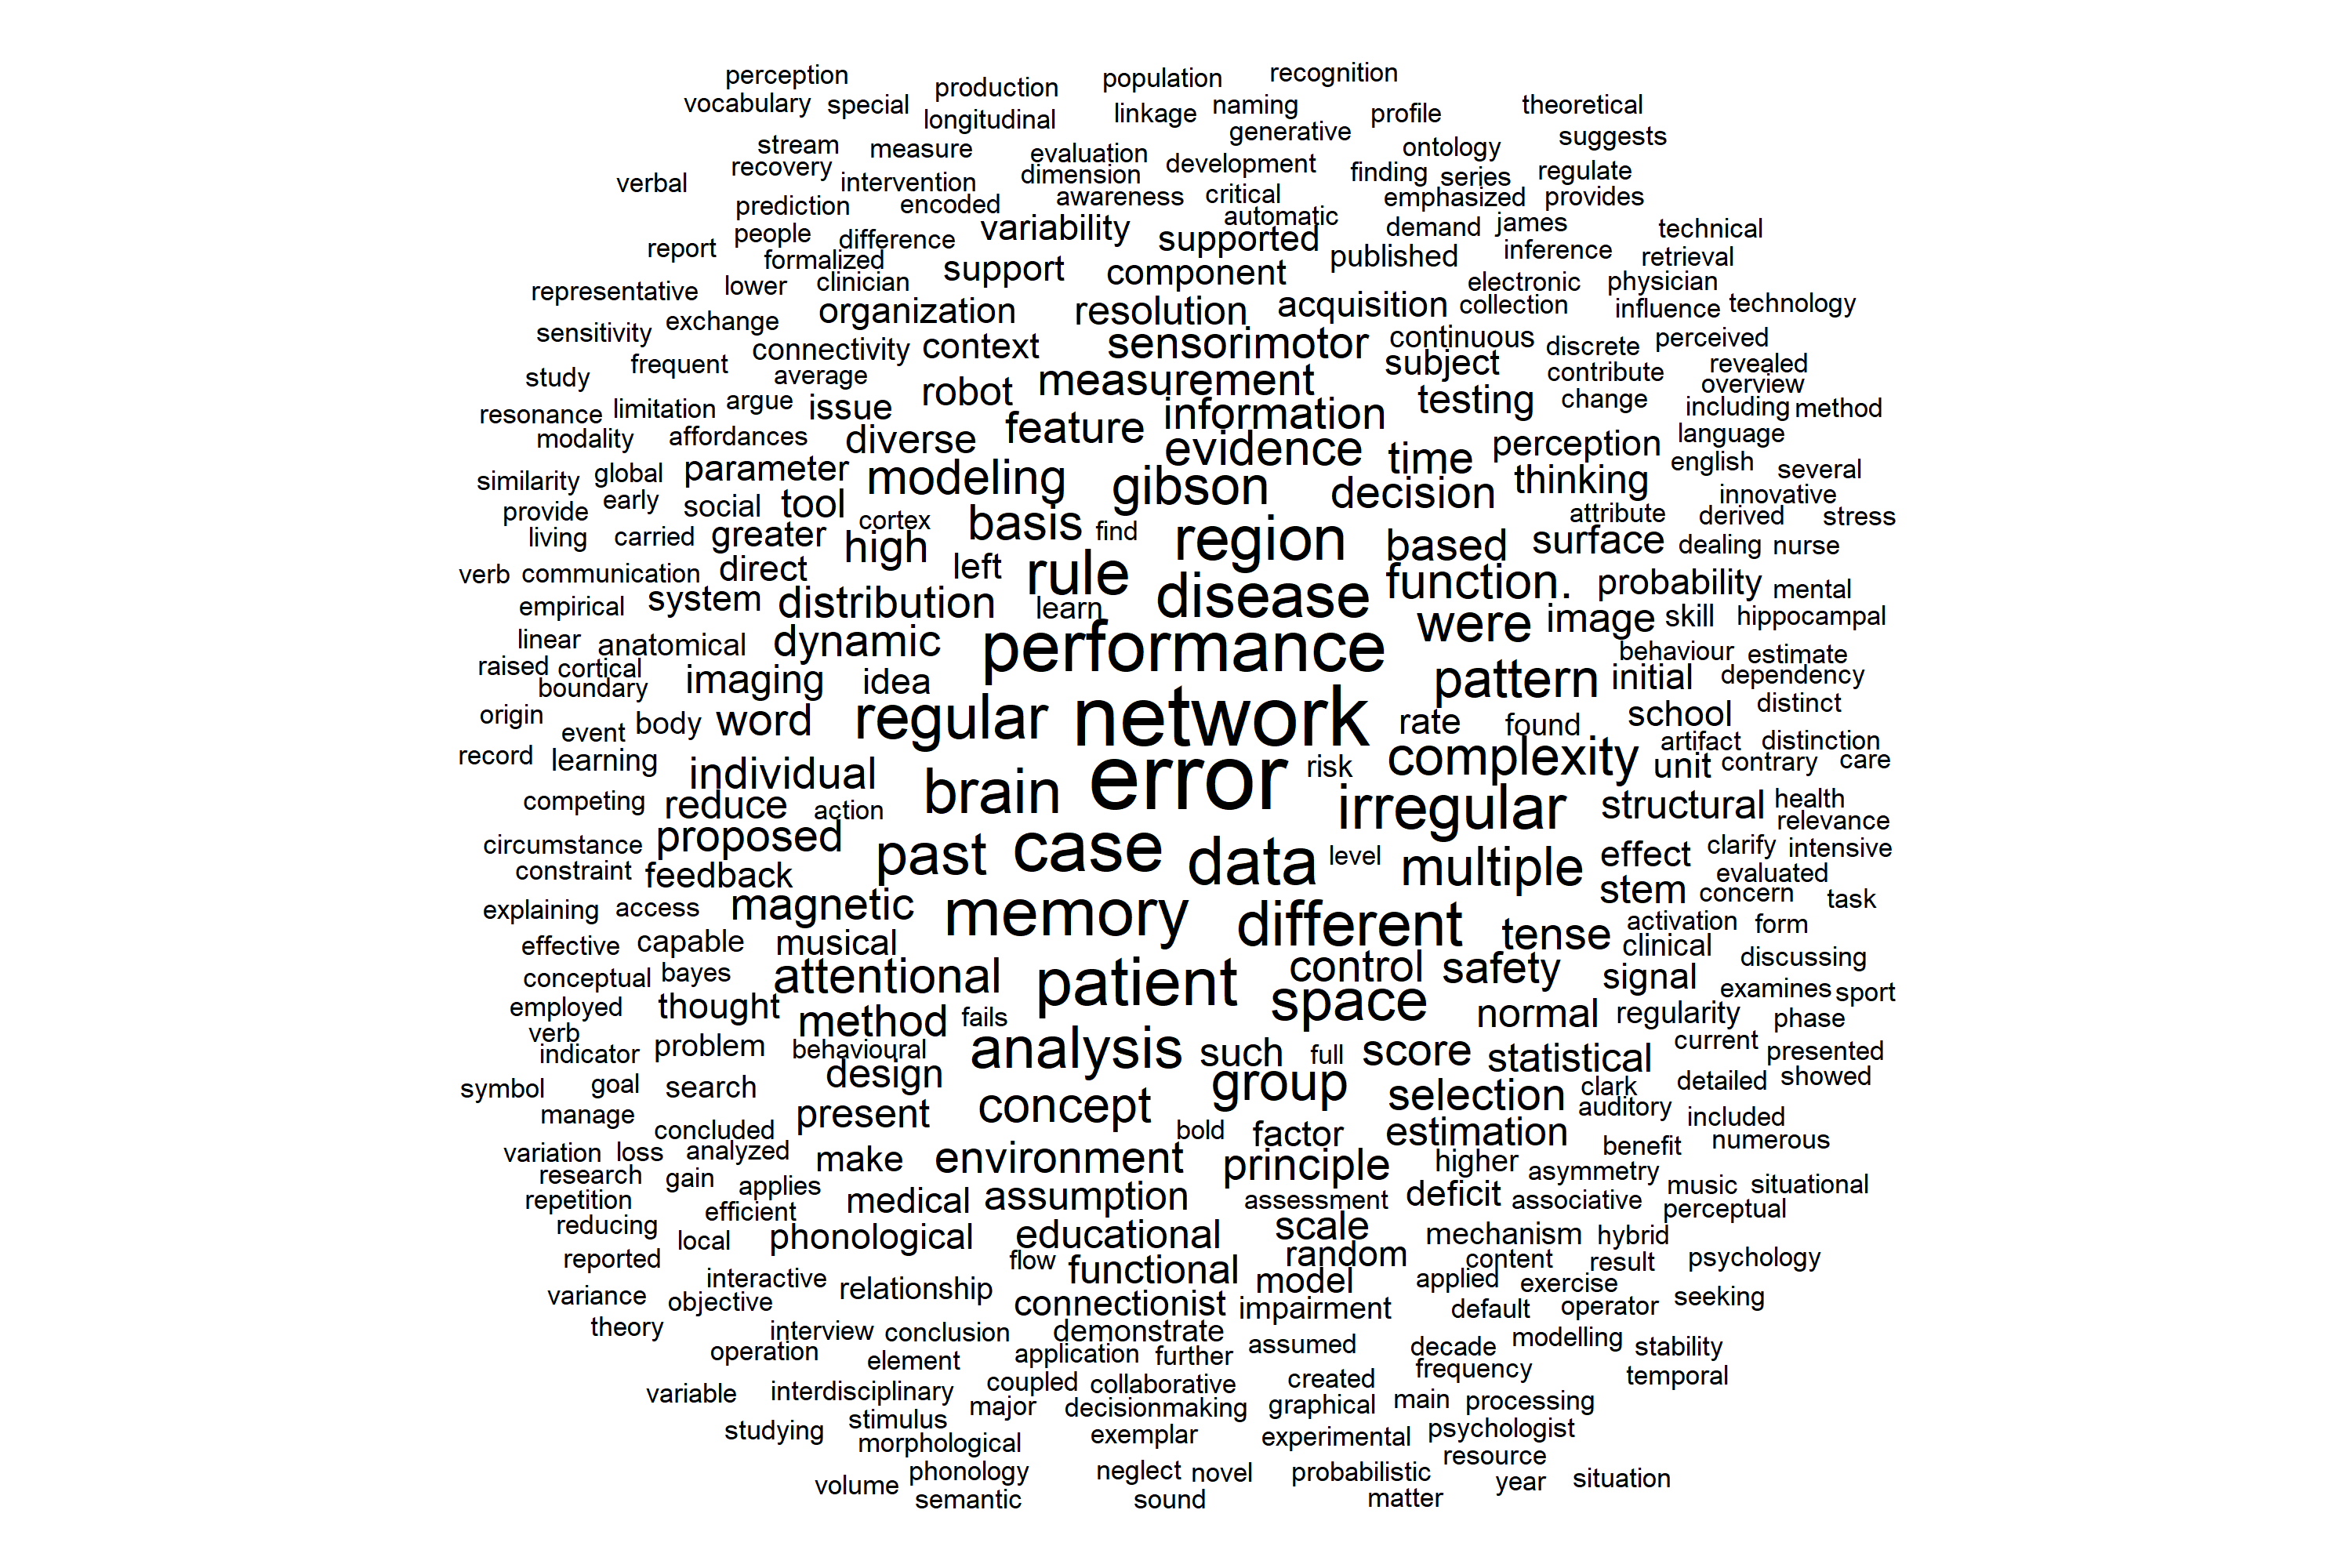 perception production population recognition
vocabulary special longitudinal linkage naming profile theoretical
generative suggests
stream measure evaluation development ontology
recovery intervention dimension finding series regulate
verbal awareness critical emphasized provides
prediction encoded automatic demand james technical
people difference variability supported
report formalized support component published inference retrieval
representative lower clinician electronic physician
organization resolution acquisition collection influence technology
sensitivity exchange sensorimotor continuous perceived
connectivity context subject discrete revealed
study frequent average robot measurement contribute overview
resonance limitation argue issue information testing change including method
modality affordances diverse feature evidence perception language
similarity global parameter modeling gibson time thinking english several
provide early social tool decision innovative
cortex basis find attribute derived stress
living carried greater high region based surface dealing nurse
verb communication direct left rule disease function. probability mental
empirical system distribution learn were image skill hippocampal
linear anatomical dynamic performance behaviour estimate
raised cortical imaging idea pattern initial dependency
boundary
origin event body word regular network rate found school distinct
record learning individual brain error risk complexity unit artifact distinction
contrary care
competing reduce action irregular structural health
relevance
circumstance proposed past case data level multiple effect clarify intensive
constraint feedback stem concern evaluated
explaining access magnetic memory different tense activation form task
effective capable musical control safety clinical discussing
conceptual bayes attentional patient space signal examines sport
employed thought method fails normal regularity phase
verb indicator problem behavioural analysis such full score statistical current presented
symbol goal search design group selection clark detailed showed
manage present concept auditory included
concluded bold factor estimation benefit numerous
variation loss analyzed make environment principle higher asymmetry
research gain applies music situational
repetition efficient medical assumption assessment deficit associative perceptual
reducing local phonological educational scale mechanism hybrid
reported flow functional random content result psychology
interactive relationship model applied exercise
variance objective connectionist impairment default operator seeking
theory interview conclusion demonstrate assumed decade modelling stability
operation element application further frequency temporal
variable interdisciplinary coupled collaborative created
major decisionmaking graphical main processing
studying stimulus morphological exemplar experimental psychologist
resource
volume phonology neglect novel probabilistic year situation
semantic sound matter